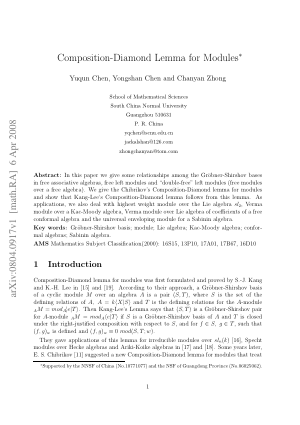 arXiv:0804.0917v1 [math.RA] 6 Apr 2008
Composition-Diamond Lemma for Modules*
Yuqun Chen, Yongshan Chen and Chanyan Zhong
School of Mathematical Sciences
South China Normal University
Guangzhou 510631
P. R. China
yqchen@scnu.edu.cn
jackalshan@126.com
zhongshanyan@tom.com
Abstract: In this paper we give some relationships among the Gröbner-Shirshov bases
in free associative algebras, free left modules and "double-free" left modules (free modules
over a free algebra). We give the Chibrikov's Composition-Diamond lemma for modules
and show that Kang-Lee's Composition-Diamond lemma follows from this lemma. As
applications, we also deal with highest weight module over the Lie algebra sl₂, Verma
module over a Kac-Moody algebra, Verma module over Lie algebra of coefficients of a free
conformal algebra and the universal enveloping module for a Sabinin algebra.
Key words: Gröbner-Shirshov basis; module; Lie algebra; Kac-Moody algebra; con-
formal algebra; Sabinin algebra.
AMS Mathematics Subject Classification(2000): 16S15, 13P10, 17A01, 17B67, 16D10
1 Introduction
Composition-Diamond lemma for modules was first formulated and proved by S.-J. Kang
and K.-H. Lee in [15] and [19]. According to their approach, a Gröbner-Shirshov basis
of a cyclic module M over an algebra A is a pair (S, T), where S is the set of the
defining relations of A, A = k⟨X|S⟩ and T is the defining relations for the A-module
ₐM = modₐ⟨e|T⟩. Then Kang-Lee's Lemma says that (S, T) is a Gröbner-Shirshov pair
for A-module ₐM = modₐ⟨e|T⟩ if S is a Gröbner-Shirshov basis of A and T is closed
under the right-justified composition with respect to S, and for f ∈ S, g ∈ T, such that
(f, g)w is defined and (f, g)w ≡ 0 mod(S, T; w).
They gave applications of this lemma for irreducible modules over slₙ(k) [16], Specht
modules over Hecke algebras and Ariki-Koike algebras in [17] and [18]. Some years later,
E. S. Chibrikov [11] suggested a new Composition-Diamond lemma for modules that treat
*Supported by the NNSF of China (No.10771077) and the NSF of Guangdong Province (No.06025062).
1